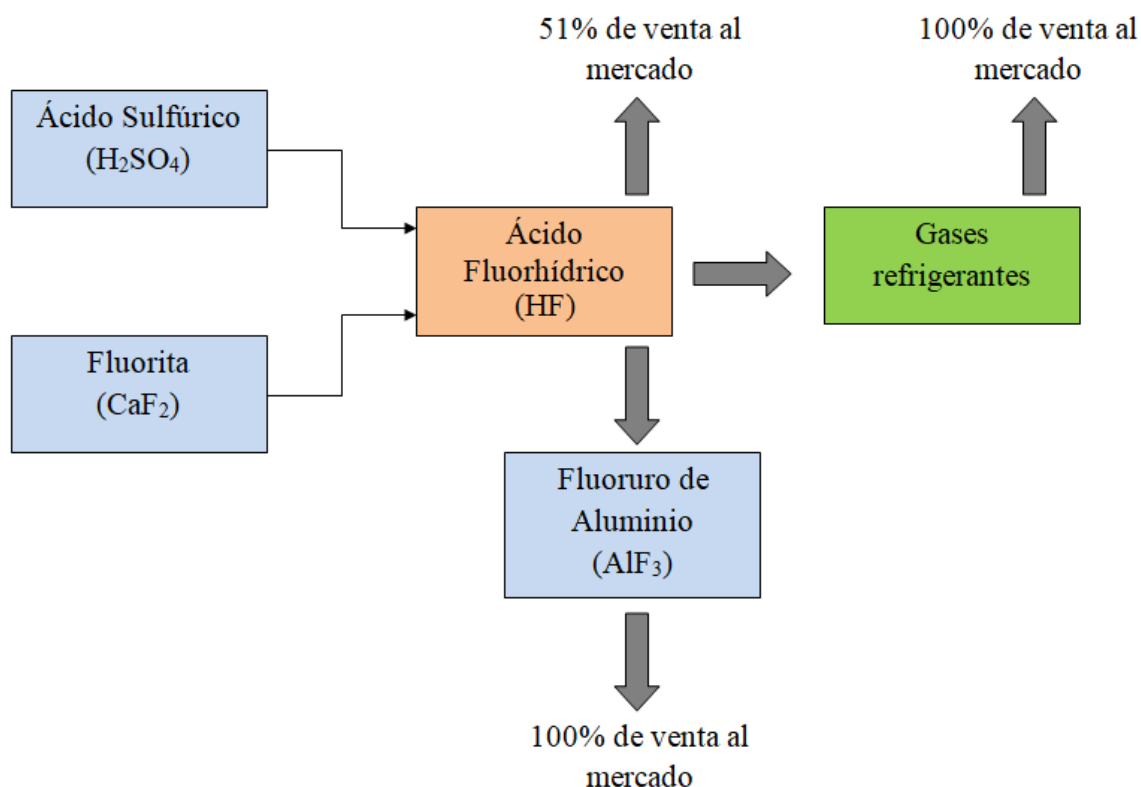 51% de venta al
mercado
100% de venta al
mercado
Ácido Sulfúrico
(H₂SO₄)
Ácido
Fluorhídrico
(HF)
Gases
refrigerantes
Fluorita
(CaF₂)
Fluoruro de
Aluminio
(AlF₃)
100% de venta al
mercado